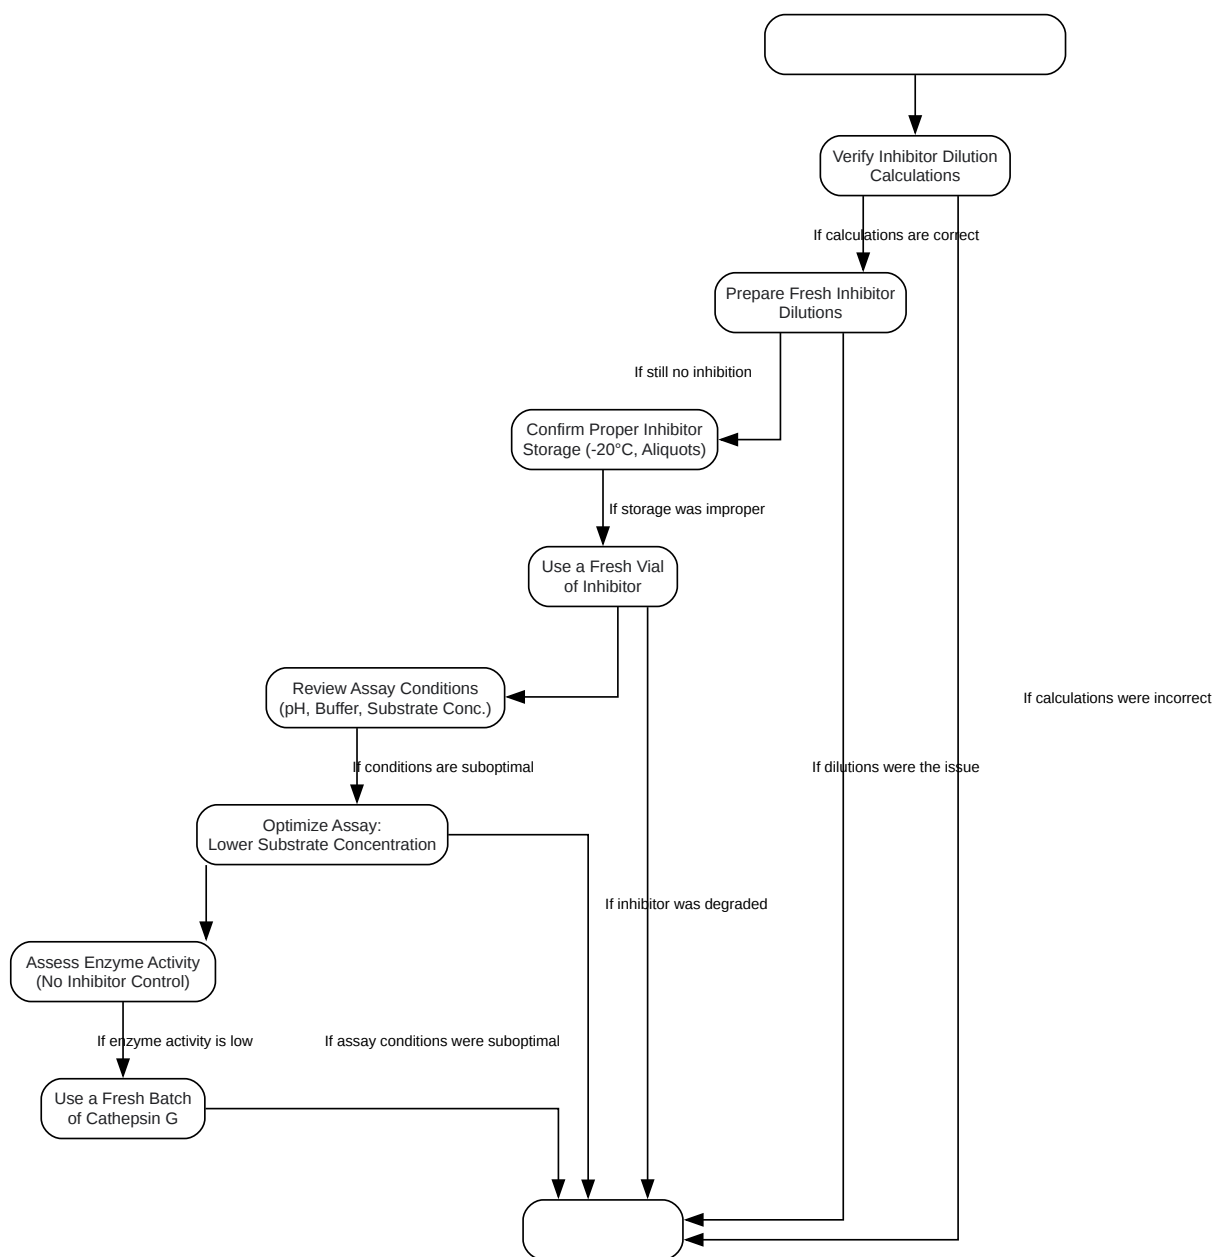 Verify Inhibitor Dilution
Calculations
If calculations are correct
Prepare Fresh Inhibitor
Dilutions
If still no inhibition
Confirm Proper Inhibitor
Storage (-20°C, Aliquots)
If storage was improper
Use a Fresh Vial
of Inhibitor
Review Assay Conditions
(pH, Buffer, Substrate Conc.)
If calculations were incorrect
If conditions are suboptimal
If dilutions were the issue
Optimize Assay:
Lower Substrate Concentration
If inhibitor was degraded
Assess Enzyme Activity
(No Inhibitor Control)
If enzyme activity is low
If assay conditions were suboptimal
Use a Fresh Batch
of Cathepsin G